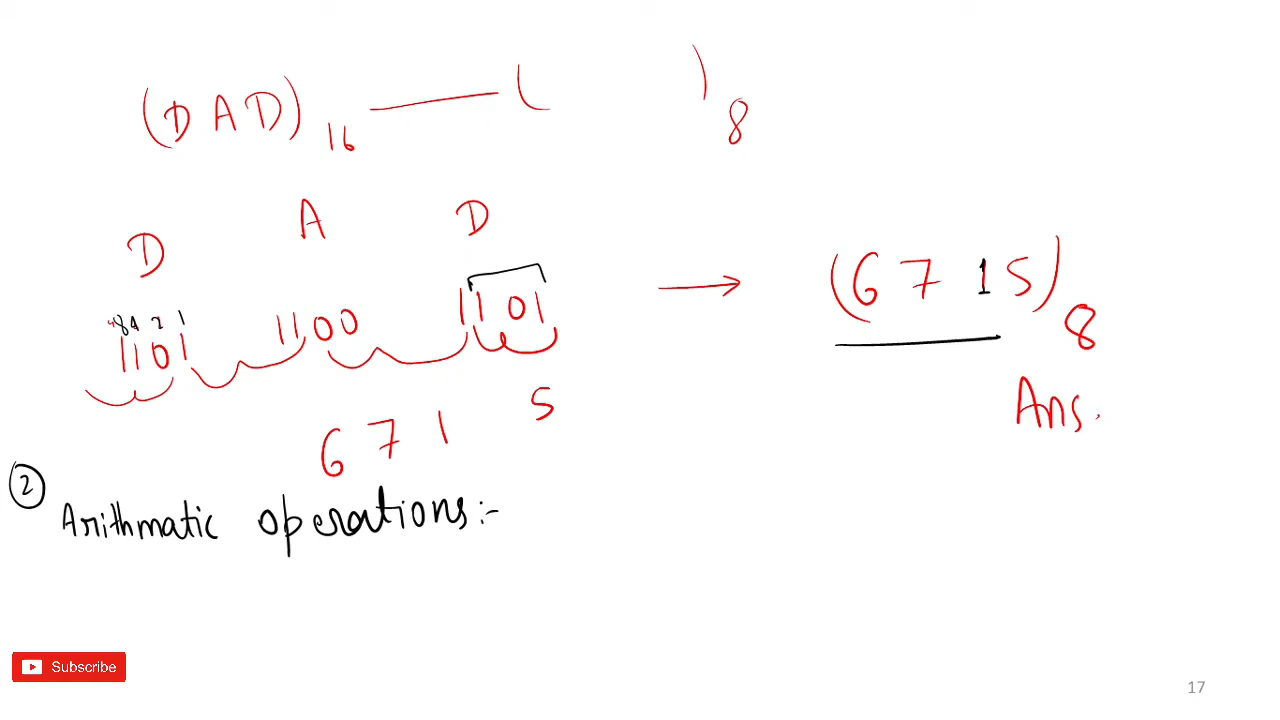 (DAD)16 — ( )8
D A D
8 4 2 1
1101 1100 1101 → (6715)8
6 7 1 5 Ans.
② Arithmatic operations:-
Subscribe
17